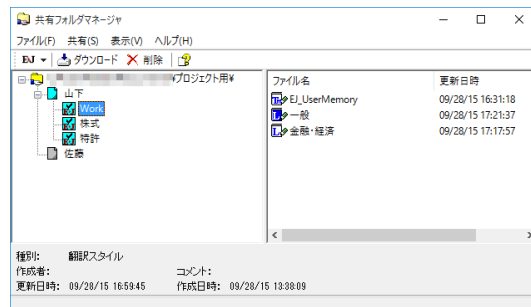 共有フォルダマネージャ
ファイル(F) 共有(S) 表示(V) ヘルプ(H)
EJ ダウンロード 削除
¥プロジェクト用¥
山下
Work
株式
特許
佐藤
ファイル名 更新日時
EJ_UserMemory 09/28/15 16:31:18
一般 09/28/15 17:21:37
金融・経済 09/28/15 17:17:57
種別: 翻訳スタイル
作成者: コメント:
更新日時: 09/28/15 16:59:45 作成日時: 09/28/15 13:38:09